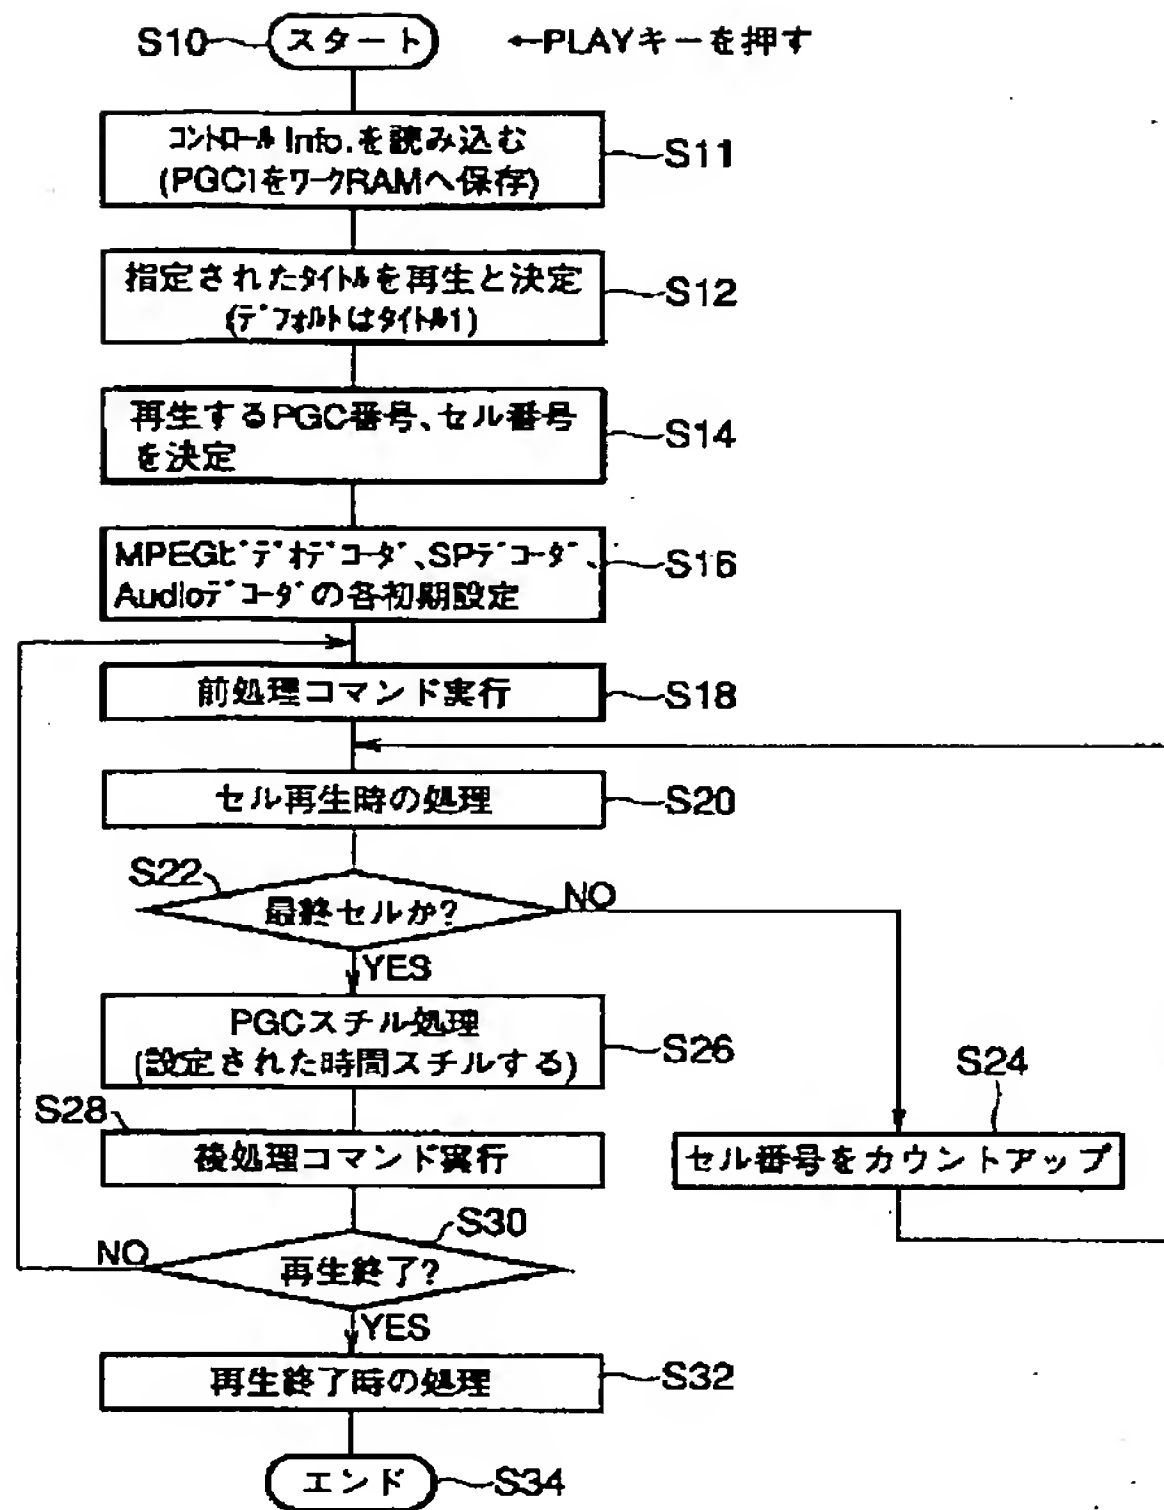 S10 スタート ←PLAYキーを押す
コントロールInfo.を読み込む
(PGCIをワークRAMへ保存)
S11
指定されたタイトルを再生と決定
(デフォルトはタイトル1)
S12
再生するPGC番号、セル番号
を決定
S14
MPEGビデオデコーダ、SPデコーダ、
Audioデコーダの各初期設定
S16
前処理コマンド実行
S18
セル再生時の処理
S20
S22
最終セルか?
NO
YES
PGCスチル処理
(設定された時間スチルする)
S26
S24
セル番号をカウントアップ
S28
後処理コマンド実行
S30
再生終了?
NO
YES
再生終了時の処理
S32
エンド
S34